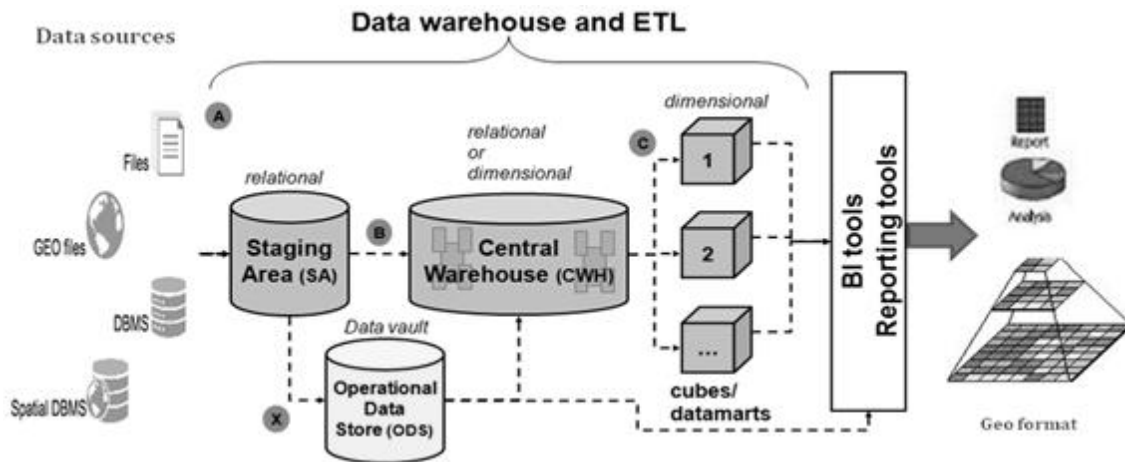 Data sources
Data warehouse and ETL
A
Files
GEO files
DBMS
Spatial DBMS
relational
Staging
Area (SA)
B
X
Data vault
Operational
Data
Store (ODS)
relational
or
dimensional
Central
Warehouse (CWH)
C
dimensional
1
2
...
cubes/
datamarts
BI tools
Reporting tools
Report
Analysis
Geo format